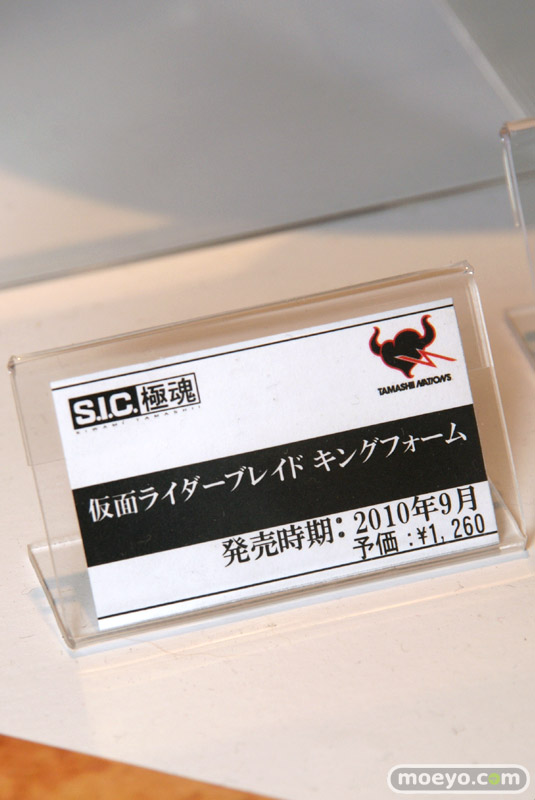 S.I.C. 極魂
KIWAMI TAMASHII
TAMASHII NATIONS
仮面ライダーブレイド キングフォーム
発売時期：2010年9月
予価：¥1,260
moeyo.com